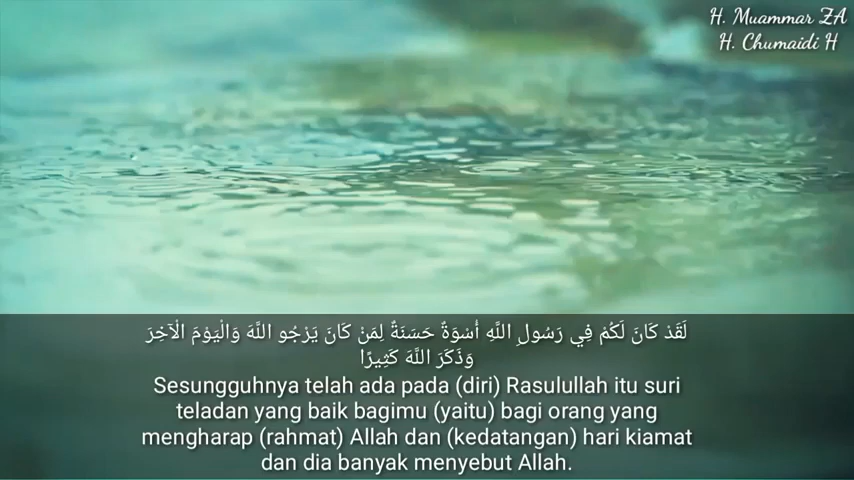 H. Muammar ZA
H. Chumaidi H
لَقَدْ كَانَ لَكُمْ فِي رَسُولِ اللَّهِ أُسْوَةٌ حَسَنَةٌ لِمَنْ كَانَ يَرْجُو اللَّهَ وَالْيَوْمَ الْآخِرَ
وَذَكَرَ اللَّهَ كَثِيرًا
Sesungguhnya telah ada pada (diri) Rasulullah itu suri
teladan yang baik bagimu (yaitu) bagi orang yang
mengharap (rahmat) Allah dan (kedatangan) hari kiamat
dan dia banyak menyebut Allah.